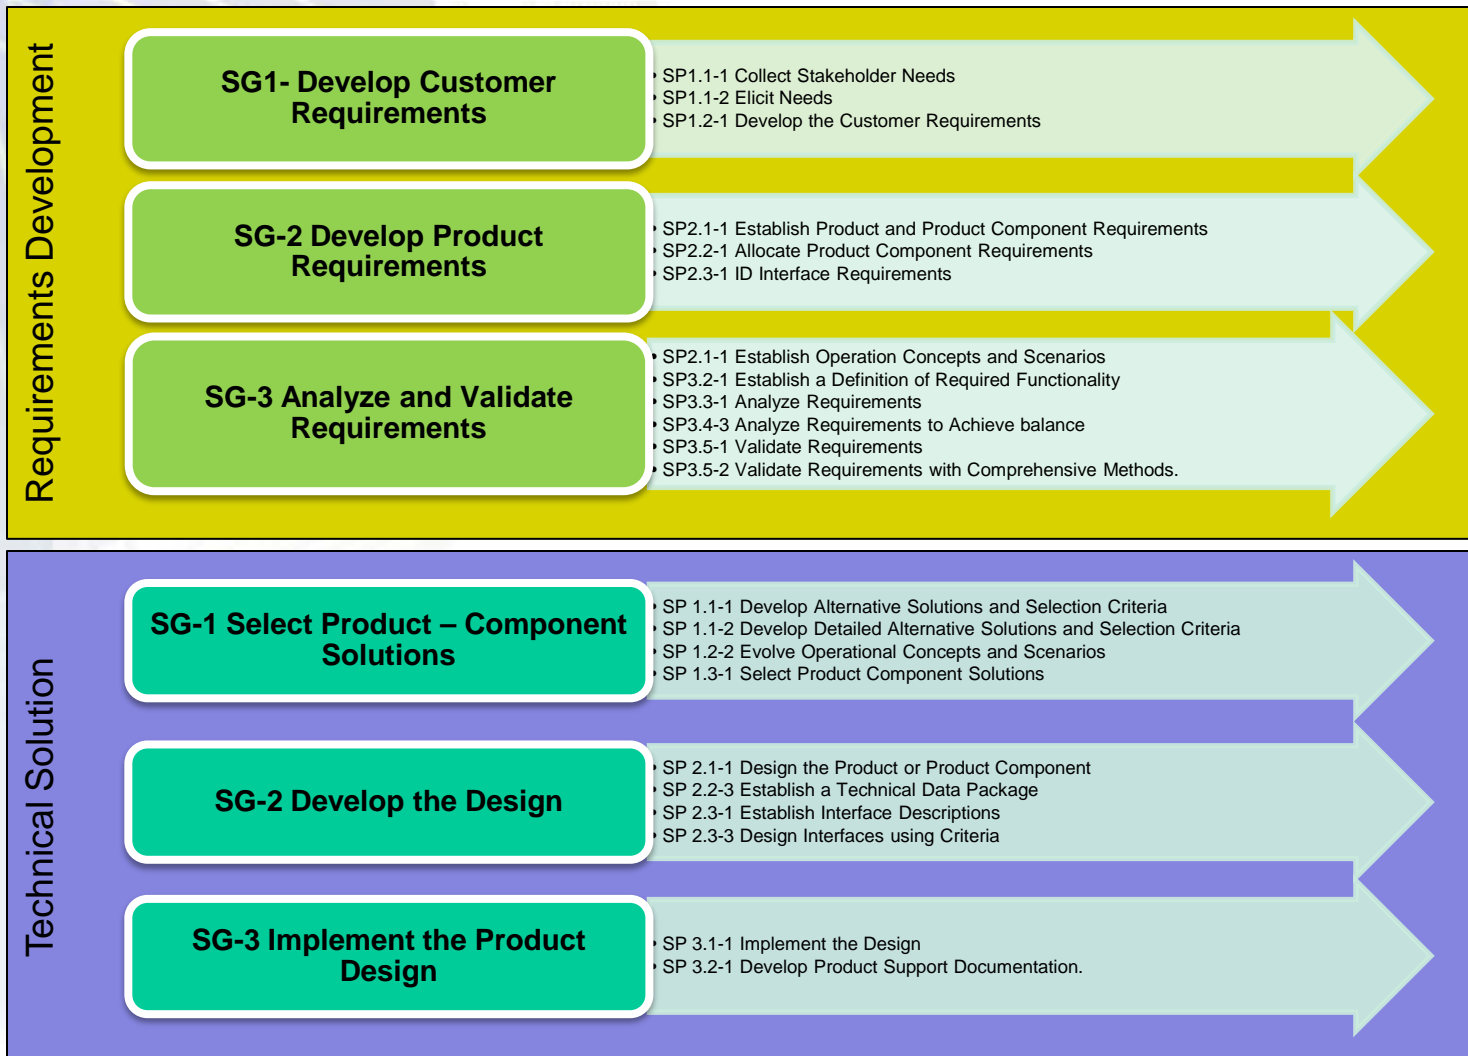 Requirements Development
SG1- Develop Customer
Requirements
• SP1.1-1 Collect Stakeholder Needs
• SP1.1-2 Elicit Needs
• SP1.2-1 Develop the Customer Requirements
SG-2 Develop Product
Requirements
• SP2.1-1 Establish Product and Product Component Requirements
• SP2.2-1 Allocate Product Component Requirements
• SP2.3-1 ID Interface Requirements
SG-3 Analyze and Validate
Requirements
• SP2.1-1 Establish Operation Concepts and Scenarios
• SP3.2-1 Establish a Definition of Required Functionality
• SP3.3-1 Analyze Requirements
• SP3.4-3 Analyze Requirements to Achieve balance
• SP3.5-1 Validate Requirements
• SP3.5-2 Validate Requirements with Comprehensive Methods.
Technical Solution
SG-1 Select Product – Component
Solutions
• SP 1.1-1 Develop Alternative Solutions and Selection Criteria
• SP 1.1-2 Develop Detailed Alternative Solutions and Selection Criteria
• SP 1.2-2 Evolve Operational Concepts and Scenarios
• SP 1.3-1 Select Product Component Solutions
SG-2 Develop the Design
• SP 2.1-1 Design the Product or Product Component
• SP 2.2-3 Establish a Technical Data Package
• SP 2.3-1 Establish Interface Descriptions
• SP 2.3-3 Design Interfaces using Criteria
SG-3 Implement the Product
Design
• SP 3.1-1 Implement the Design
• SP 3.2-1 Develop Product Support Documentation.